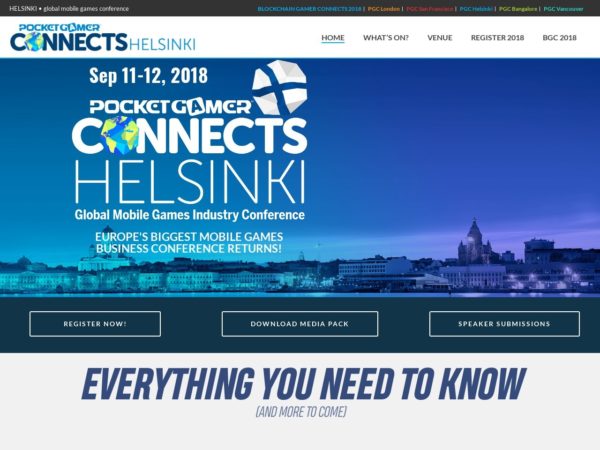 HELSINKI • global mobile games conference
BLOCKCHAIN GAMER CONNECTS 2018 | PGC London | PGC San Francisco | PGC Helsinki | PGC Bangalore | PGC Vancouver
POCKET GAMER
CONNECTS HELSINKI
HOME WHAT'S ON? VENUE REGISTER 2018 BGC 2018
Sep 11-12, 2018
POCKET GAMER
CONNECTS
HELSINKI
Global Mobile Games Industry Conference
EUROPE'S BIGGEST MOBILE GAMES
BUSINESS CONFERENCE RETURNS!
REGISTER NOW! DOWNLOAD MEDIA PACK SPEAKER SUBMISSIONS
EVERYTHING YOU NEED TO KNOW
(AND MORE TO COME)